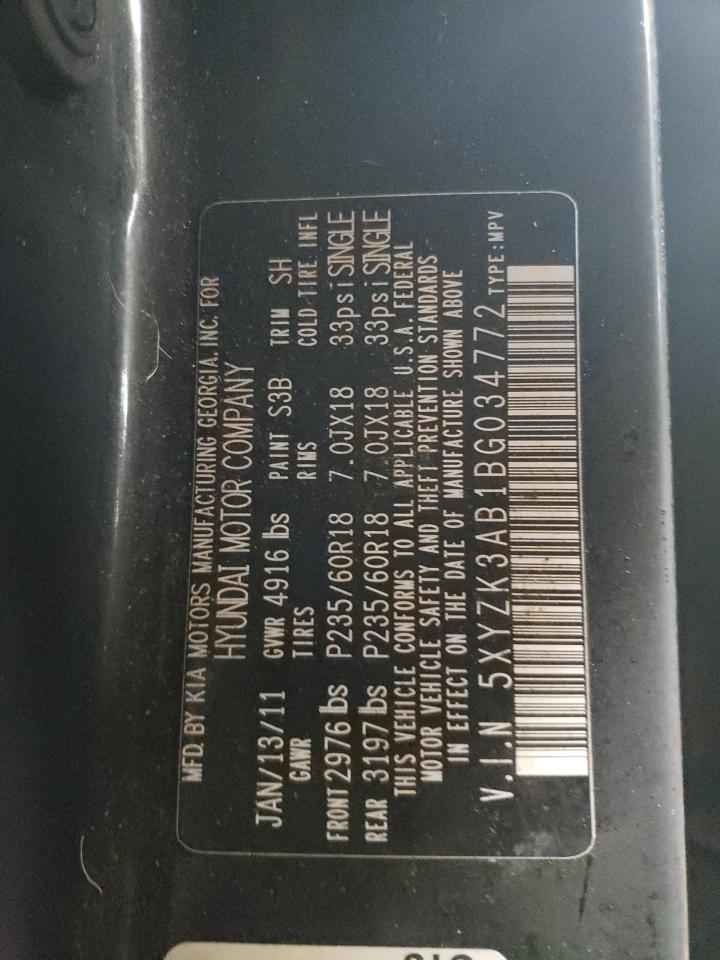 MFD. BY KIA MOTORS MANUFACTURING GEORGIA, INC. FOR
HYUNDAI MOTOR COMPANY
JAN/13/11 GVWR 4916 lbs PAINT S3B TRIM SH
GAWR TIRES RIMS COLD TIRE INFL
FRONT 2976 lbs P235/60R18 7.0JX18 33psi SINGLE
REAR 3197 lbs P235/60R18 7.0JX18 33psi SINGLE
THIS VEHICLE CONFORMS TO ALL APPLICABLE U.S.A. FEDERAL
MOTOR VEHICLE SAFETY AND THEFT PREVENTION STANDARDS
IN EFFECT ON THE DATE OF MANUFACTURE SHOWN ABOVE
V.I.N 5XYZK3AB1BG034772 TYPE:MPV